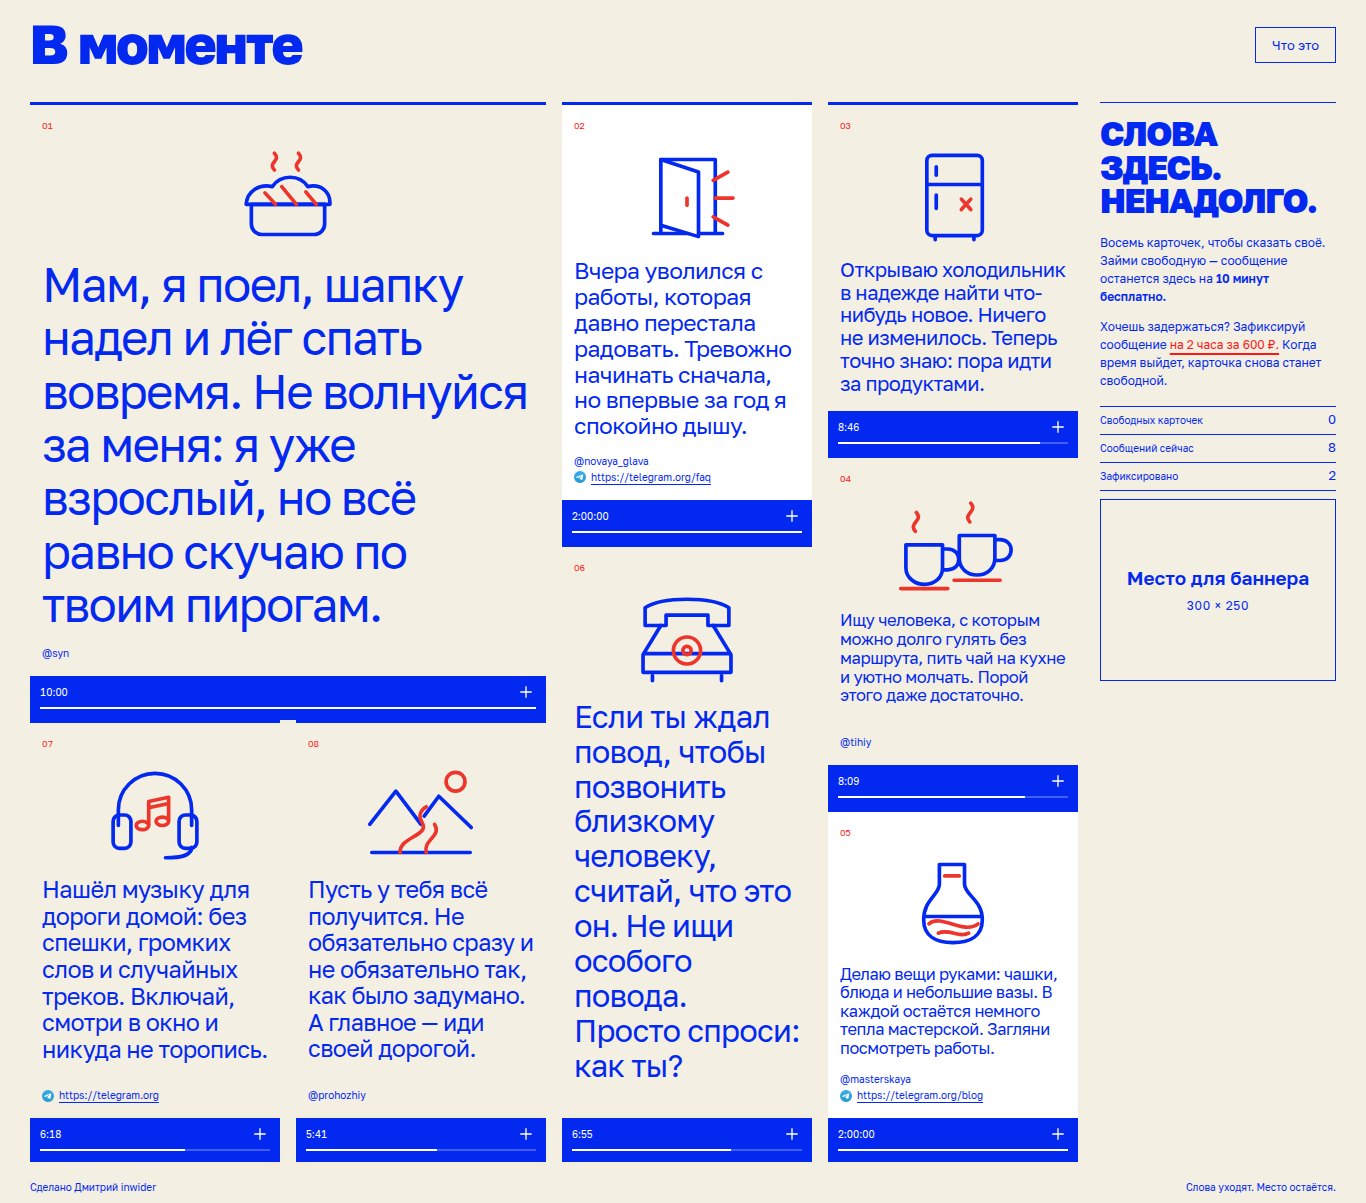 В моменте
Что это
01
Мам, я поел, шапку
надел и лёг спать
вовремя. Не волнуйся
за меня: я уже
взрослый, но всё
равно скучаю по
твоим пирогам.
@syn
10:00
02
Вчера уволился с
работы, которая
давно перестала
радовать. Тревожно
начинать сначала,
но впервые за год я
спокойно дышу.
@novaya_glava
https://telegram.org/faq
2:00:00
03
Открываю холодильник
в надежде найти что-
нибудь новое. Ничего
не изменилось. Теперь
точно знаю: пора идти
за продуктами.
8:46
04
Ищу человека, с которым
можно долго гулять без
маршрута, пить чай на кухне
и уютно молчать. Порой
этого даже достаточно.
@tihiy
8:09
05
Делаю вещи руками: чашки,
блюда и небольшие вазы. В
каждой остаётся немного
тепла мастерской. Загляни
посмотреть работы.
@masterskaya
https://telegram.org/blog
2:00:00
06
Если ты ждал
повод, чтобы
позвонить
близкому
человеку,
считай, что это
он. Не ищи
особого
повода.
Просто спроси:
как ты?
6:55
07
Нашёл музыку для
дороги домой: без
спешки, громких
слов и случайных
треков. Включай,
смотри в окно и
никуда не торопись.
https://telegram.org
6:18
08
Пусть у тебя всё
получится. Не
обязательно сразу и
не обязательно так,
как было задумано.
А главное — иди
своей дорогой.
@prohozhiy
5:41
СЛОВА
ЗДЕСЬ.
НЕНАДОЛГО.
Восемь карточек, чтобы сказать своё.
Займи свободную — сообщение
останется здесь на 10 минут
бесплатно.
Хочешь задержаться? Зафиксируй
сообщение на 2 часа за 600 ₽. Когда
время выйдет, карточка снова станет
свободной.
Свободных карточек 0
Сообщений сейчас 8
Зафиксировано 2
Место для баннера
300 × 250
Сделано Дмитрий inwider
Слова уходят. Место остаётся.